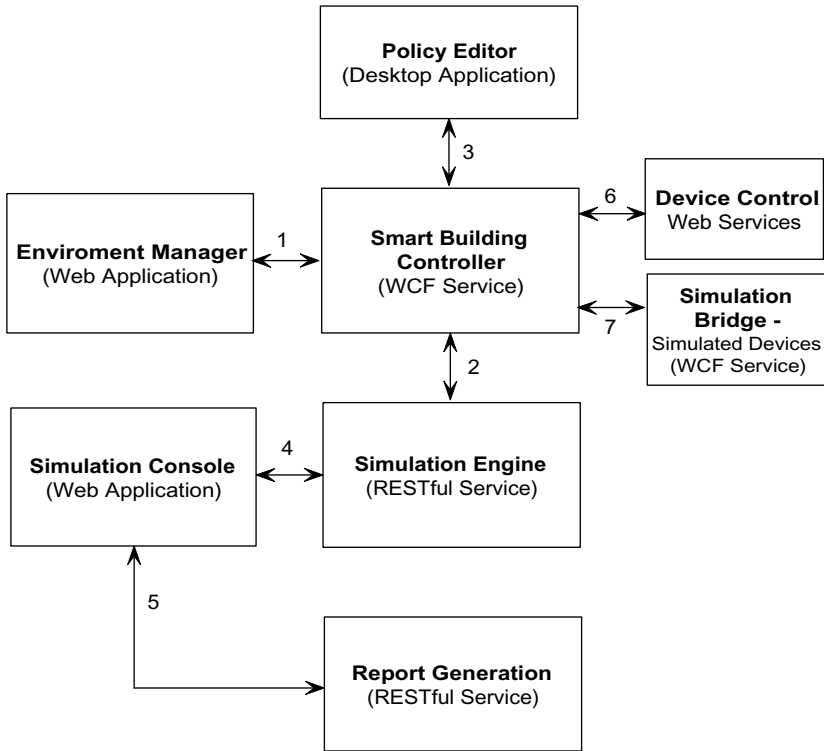 Policy Editor
(Desktop Application)
3
6
Device Control
Web Services
Enviroment Manager
(Web Application)
1
Smart Building
Controller
(WCF Service)
7
Simulation
Bridge -
Simulated Devices
(WCF Service)
2
Simulation Console
(Web Application)
4
Simulation Engine
(RESTful Service)
5
Report Generation
(RESTful Service)